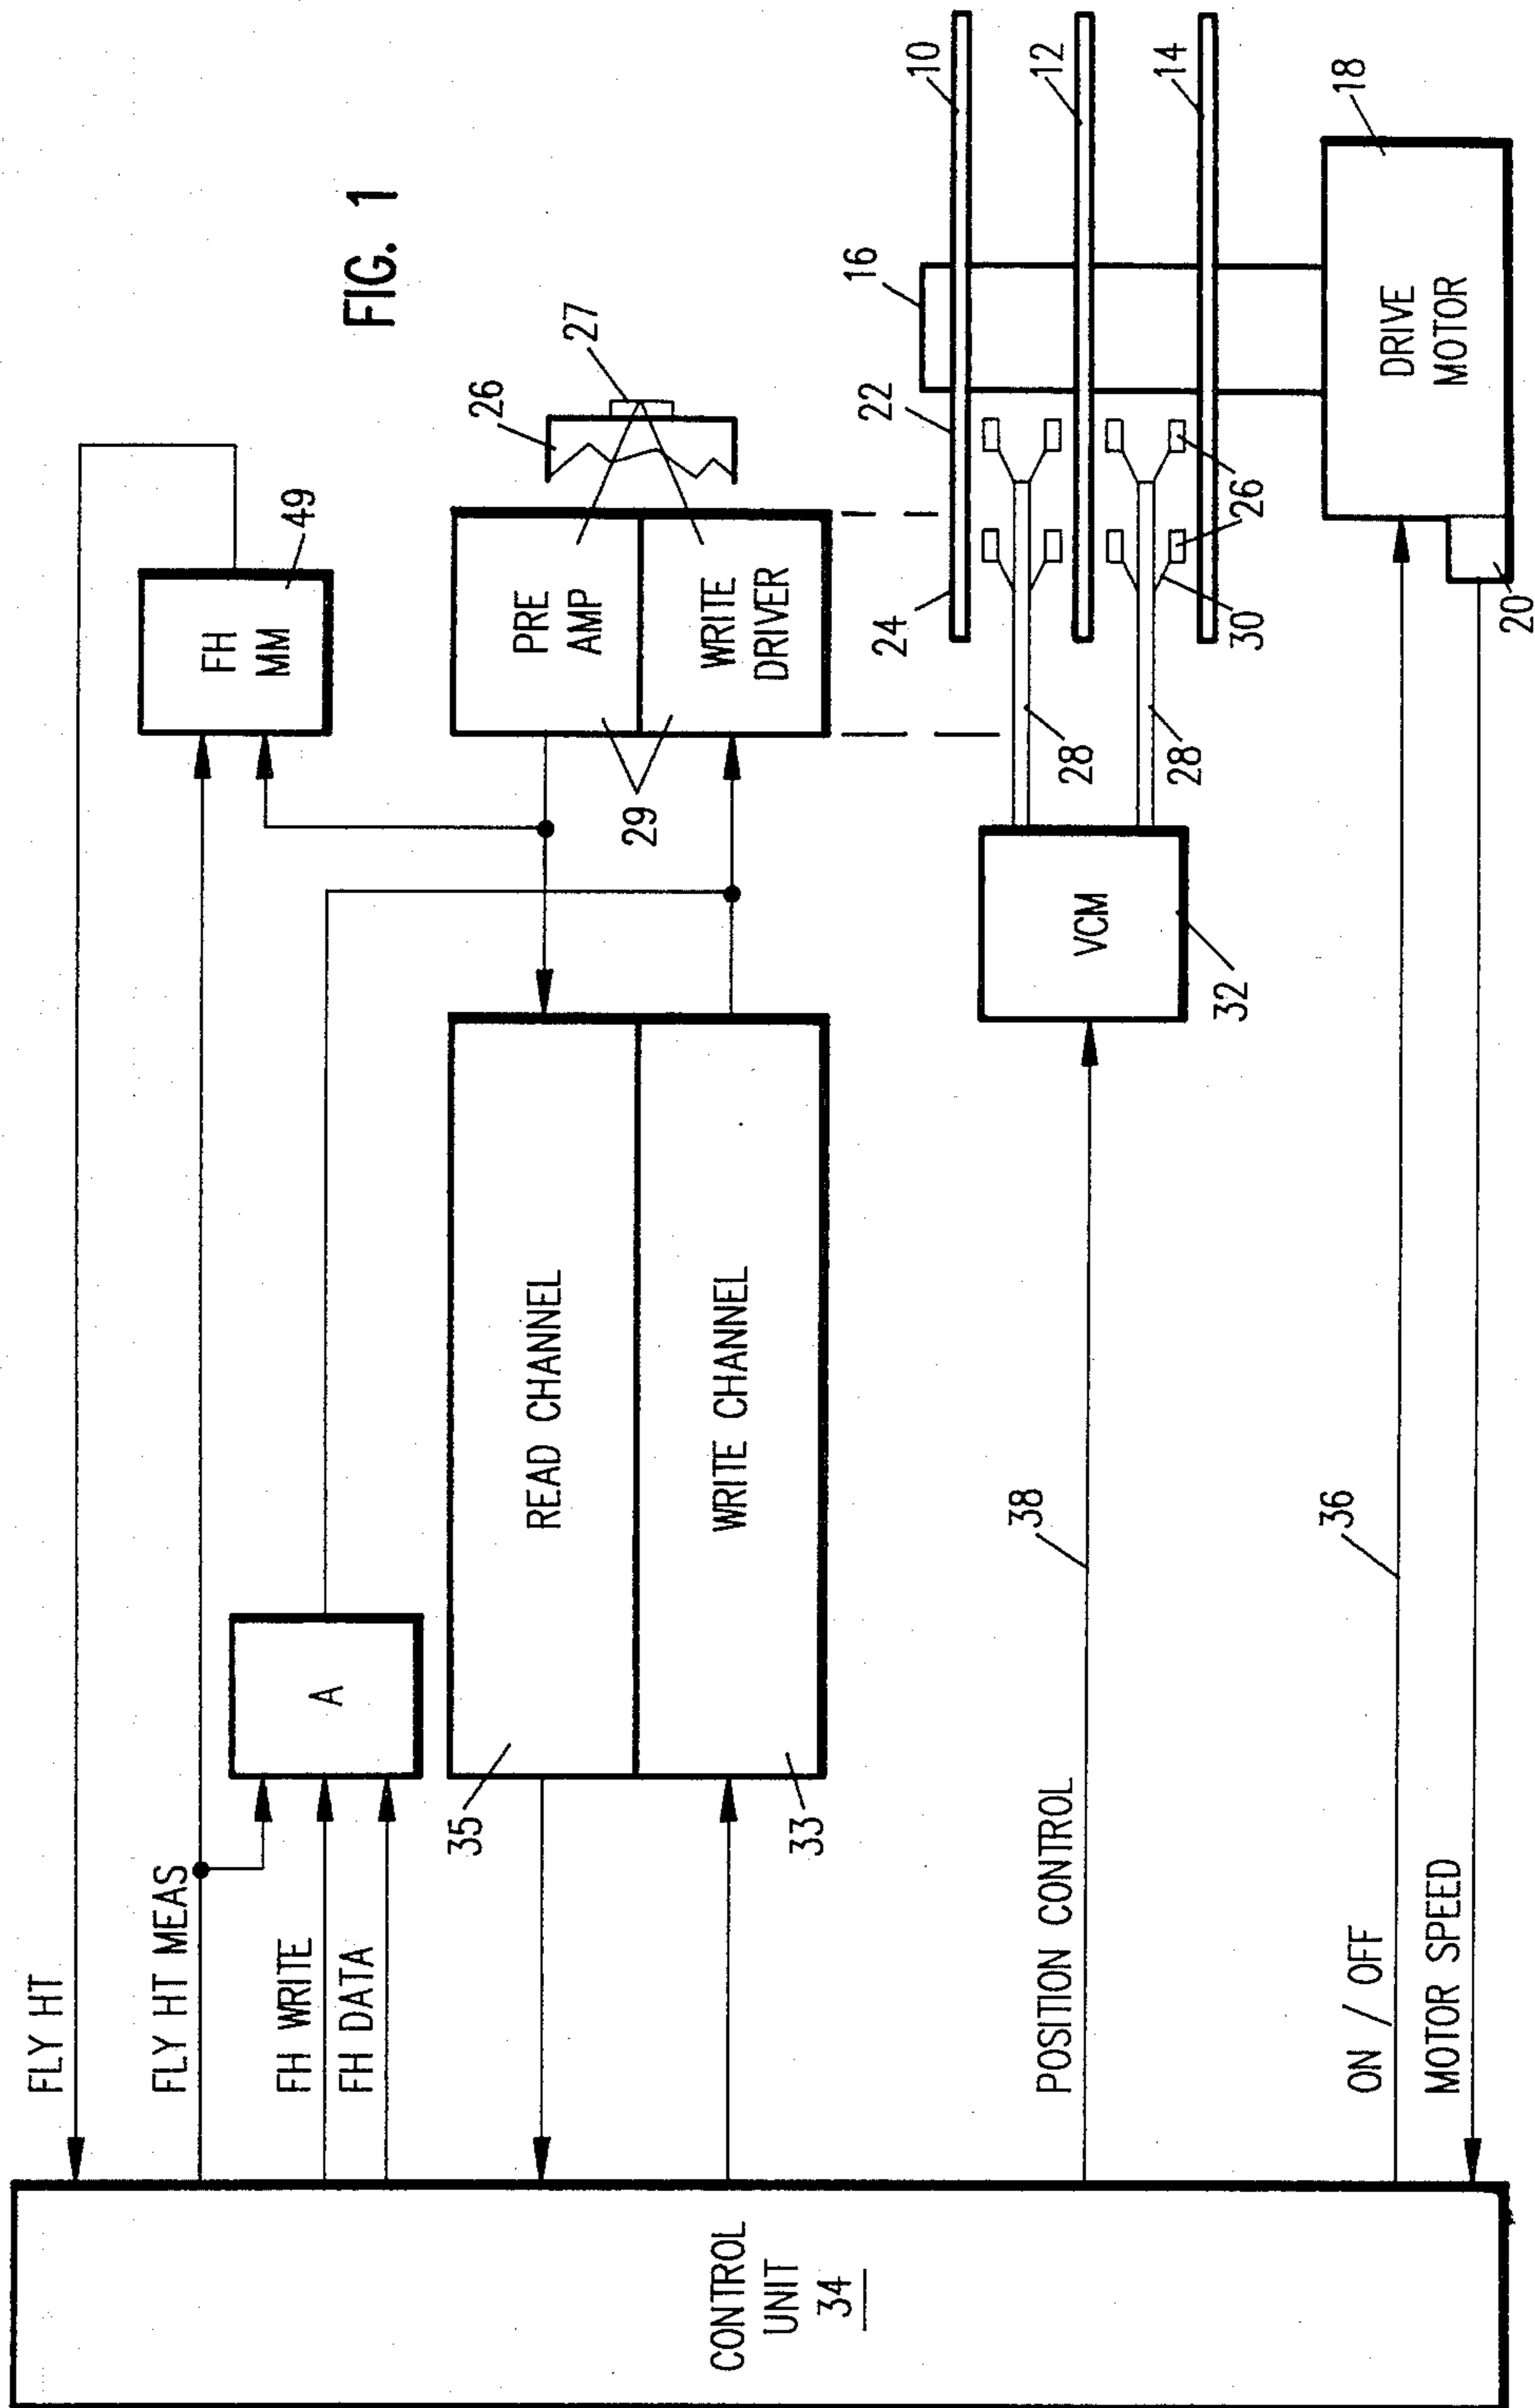 FIG. 1
FLY HT
FLY HT MEAS
FH WRITE
FH DATA
A
FH
MM
49
PRE
AMP
WRITE
DRIVER
29
26
27
READ CHANNEL
WRITE CHANNEL
35
33
CONTROL
UNIT
34
POSITION CONTROL
38
VCM
32
28
28
24
22
16
10
12
14
30
26
18
DRIVE
MOTOR
20
ON / OFF
36
MOTOR SPEED